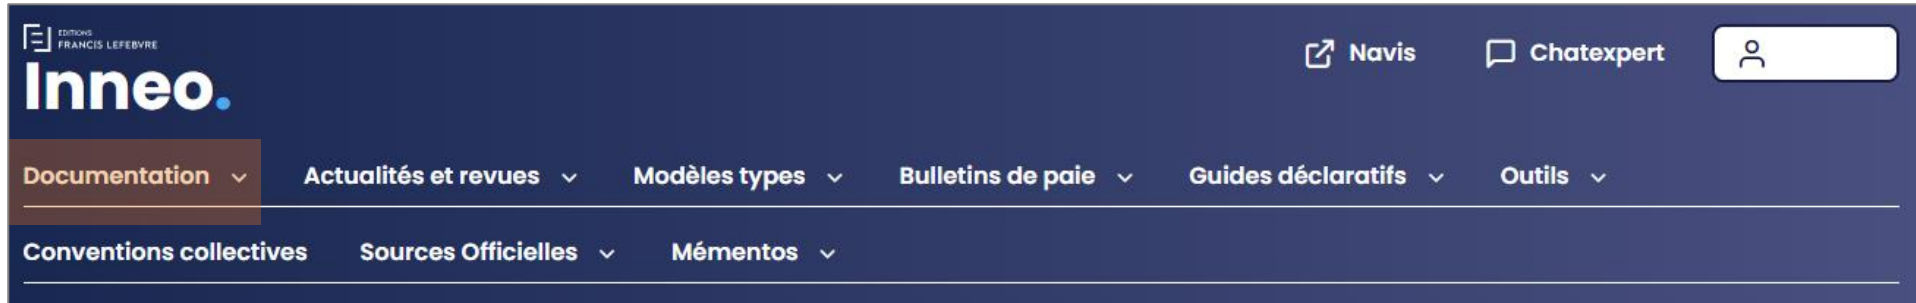 EDITIONS
FRANCIS LEFEBVRE
Inneo.
Navis Chatexpert
Documentation Actualités et revues Modèles types Bulletins de paie Guides déclaratifs Outils
Conventions collectives Sources Officielles Mémentos